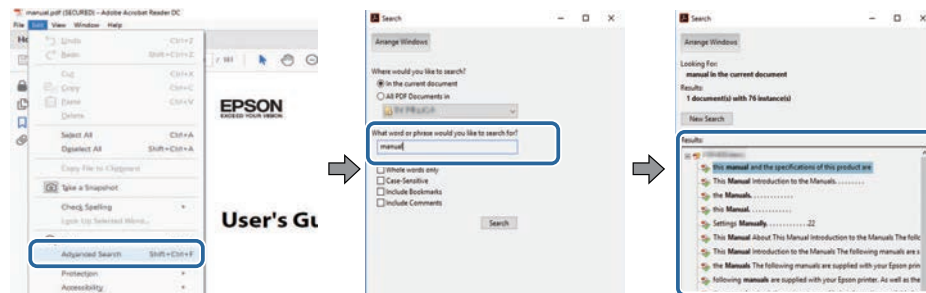 manual.pdf (SECURED) - Adobe Acrobat Reader DC
File Edit View Window Help
Undo Ctrl+Z
Shift+Ctrl+Z
Cut Ctrl+X
Copy Ctrl+C
Paste Ctrl+V
Delete
Select All Ctrl+A
Deselect All Shift+Ctrl+A
Copy File to Clipboard
Take a Snapshot
Check Spelling
Look Up Selected Word...
Advanced Search Shift+Ctrl+F
Protection
Accessibility
/ 181
EPSON
EXCEED YOUR VISION
User's Gu
Search
Arrange Windows
Where would you like to search?
In the current document
All PDF Documents in
What word or phrase would you like to search for?
manual
Whole words only
Case-Sensitive
Include Bookmarks
Include Comments
Search
Search
Arrange Windows
Looking For:
manual in the current document
Results:
1 document(s) with 76 instance(s)
New Search
Results:
this manual and the specifications of this product are
This Manual Introduction to the Manuals. . . . . . . . .
the Manuals. . . . . . . . . . . .
this Manual. . . . . . . . . . . .
Settings Manually. . . . . . . . . . . .22
This Manual About This Manual Introduction to the Manuals The follo
This Manual Introduction to the Manuals The following manuals are s
the Manuals The following manuals are supplied with your Epson prin
following manuals are supplied with your Epson printer. As well as the